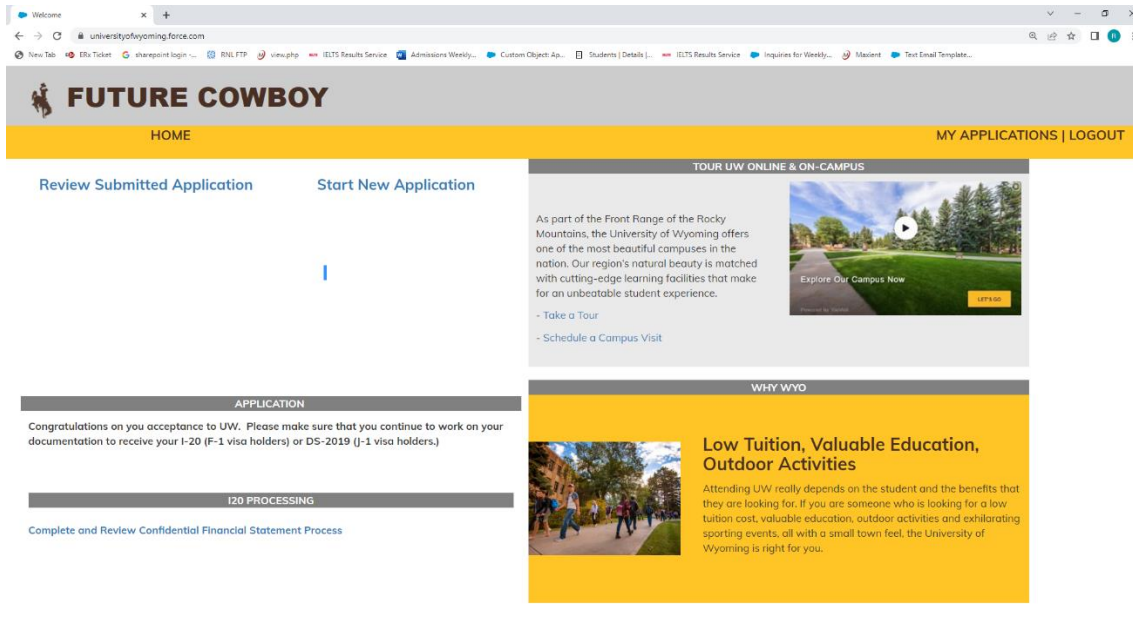 Welcome
universityofwyoming.force.com
New Tab
ERx Ticket
sharepoint login -...
RNL FTP
view.php
IELTS Results Service
Admissions Weekly...
Custom Object: Ap...
Students | Details |...
IELTS Results Service
Inquiries for Weekly...
Maxient
Text Email Template...
FUTURE COWBOY
HOME
MY APPLICATIONS | LOGOUT
Review Submitted Application
Start New Application
APPLICATION
Congratulations on you acceptance to UW. Please make sure that you continue to work on your
documentation to receive your I-20 (F-1 visa holders) or DS-2019 (J-1 visa holders.)
I20 PROCESSING
Complete and Review Confidential Financial Statement Process
TOUR UW ONLINE & ON-CAMPUS
As part of the Front Range of the Rocky
Mountains, the University of Wyoming offers
one of the most beautiful campuses in the
nation. Our region's natural beauty is matched
with cutting-edge learning facilities that make
for an unbeatable student experience.
- Take a Tour
- Schedule a Campus Visit
Explore Our Campus Now
LET'S GO
WHY WYO
Low Tuition, Valuable Education,
Outdoor Activities
Attending UW really depends on the student and the benefits that
they are looking for. If you are someone who is looking for a low
tuition cost, valuable education, outdoor activities and exhilarating
sporting events, all with a small town feel, the University of
Wyoming is right for you.